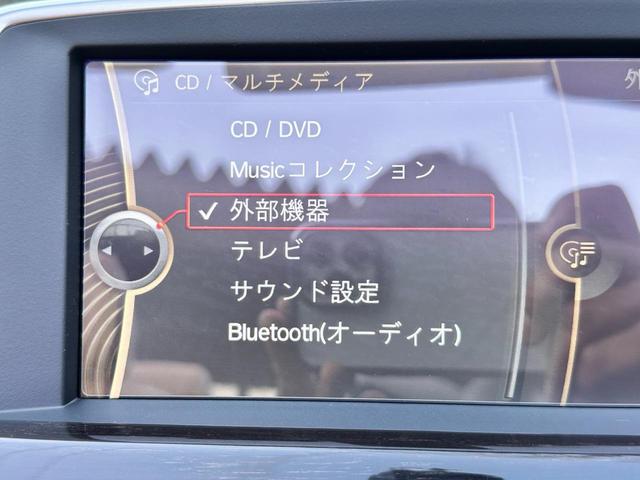 CD / マルチメディア
外
CD / DVD
Musicコレクション
✓ 外部機器
テレビ
サウンド設定
Bluetooth(オーディオ)